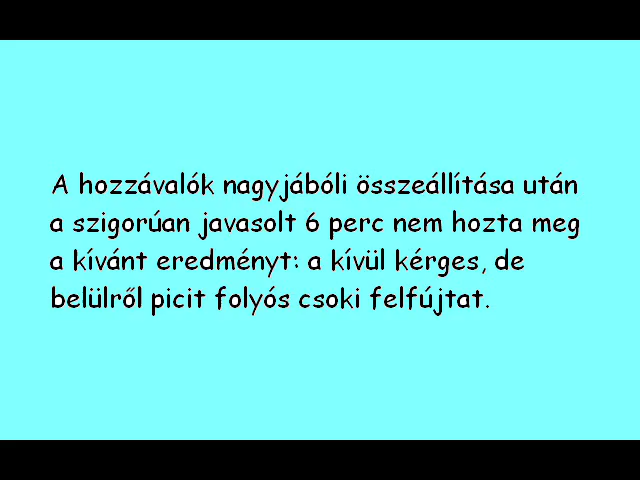 A hozzávalók nagyjábóli összeállítása után
a szigorúan javasolt 6 perc nem hozta meg
a kívánt eredményt: a kívül kérges, de
belülről picit folyós csoki felfújtat.